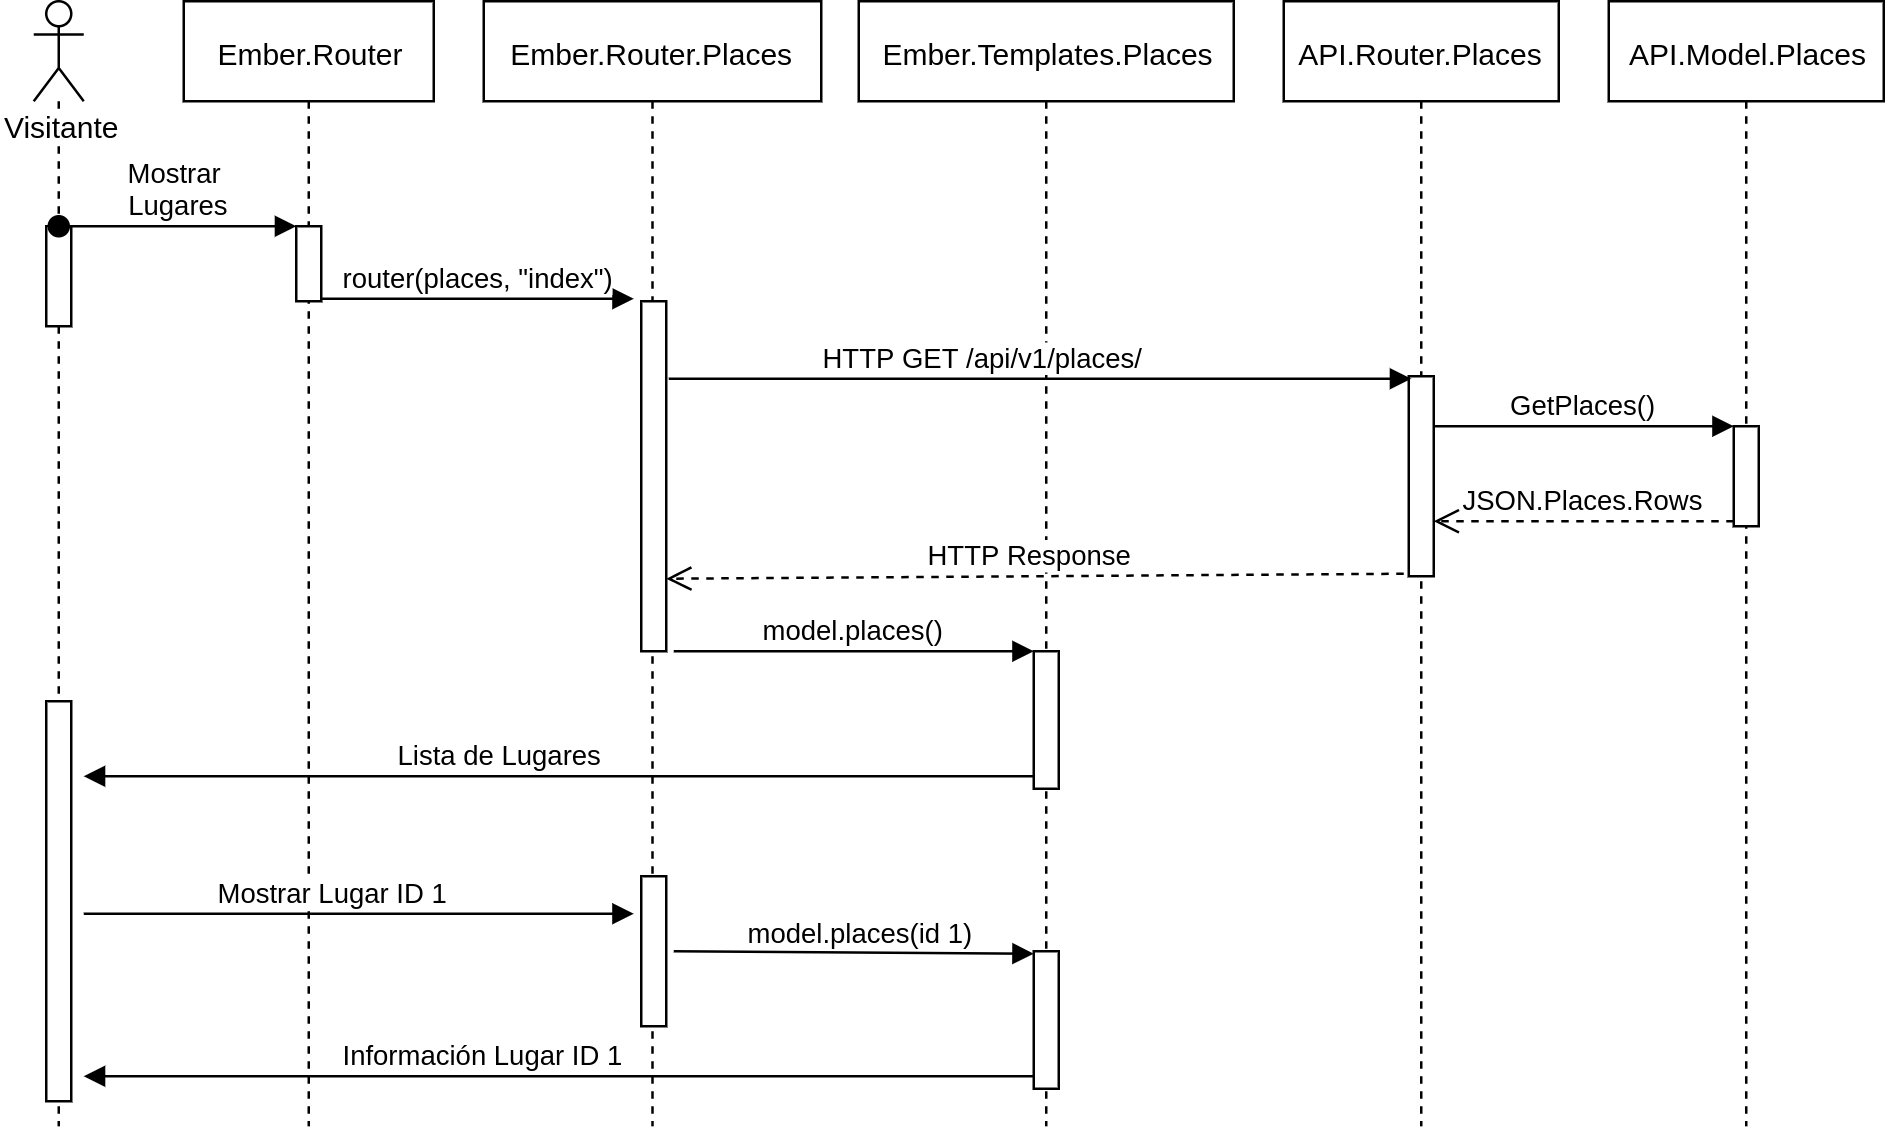 Ember.Router
Ember.Router.Places
Ember.Templates.Places
API.Router.Places
API.Model.Places
Visitante
Mostrar
Lugares
router(places, "index")
HTTP GET /api/v1/places/
GetPlaces()
JSON.Places.Rows
HTTP Response
model.places()
Lista de Lugares
Mostrar Lugar ID 1
model.places(id 1)
Información Lugar ID 1